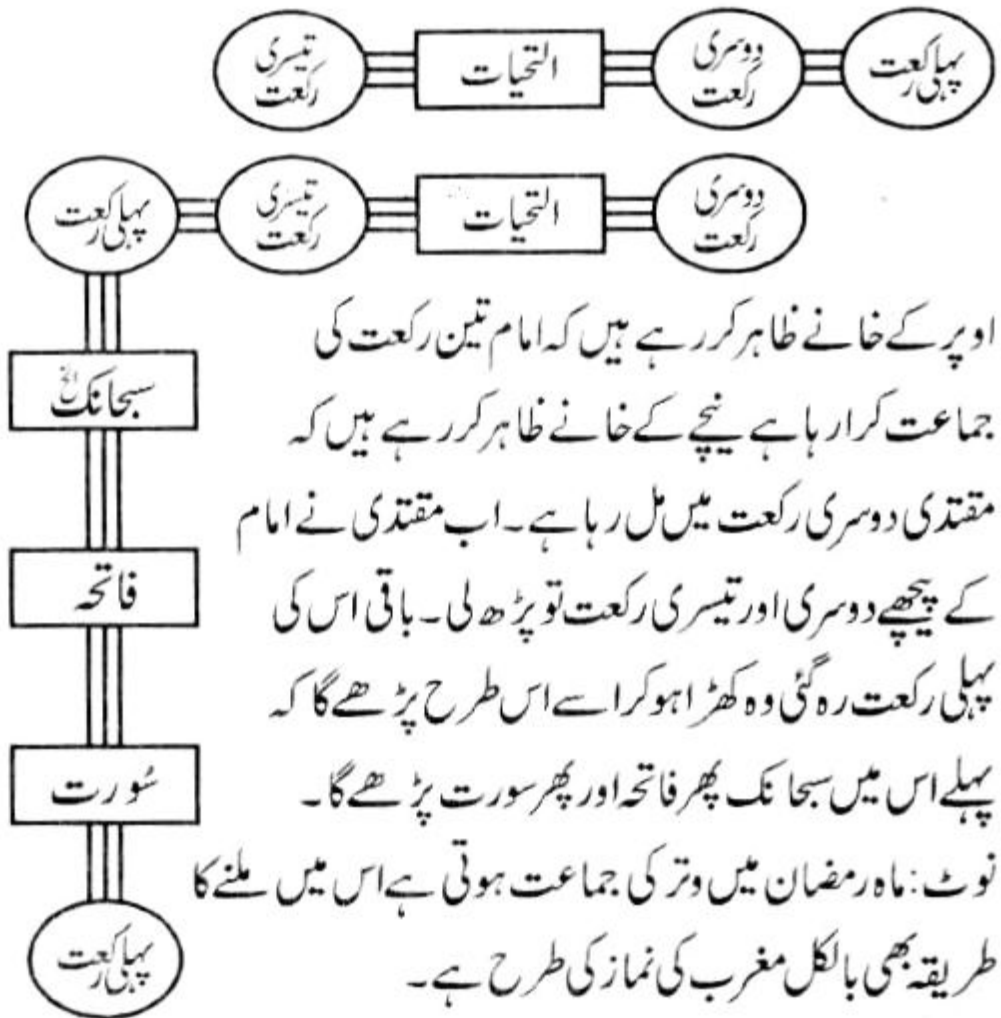 پہلی رکعت
دوسری رکعت
التحیات
تیسری رکعت
دوسری رکعت
التحیات
تیسری رکعت
پہلی رکعت
اوپر کے خانے ظاہر کر رہے ہیں کہ امام تین رکعت کی
جماعت کرا رہا ہے نیچے کے خانے ظاہر کر رہے ہیں کہ
مقتدی دوسری رکعت میں مل رہا ہے۔ اب مقتدی نے امام
کے پیچھے دوسری اور تیسری رکعت تو پڑھ لی۔ باقی اس کی
پہلی رکعت رہ گئی وہ کھڑا ہو کر اسے اس طرح پڑھے گا کہ
پہلے اس میں سبحانک پھر فاتحہ اور پھر سورت پڑھے گا۔
نوٹ: ماہ رمضان میں وتر کی جماعت ہوتی ہے اس میں ملنے کا
طریقہ بھی بالکل مغرب کی نماز کی طرح ہے۔
سبحانک الخ
فاتحہ
سُورت
پہلی رکعت